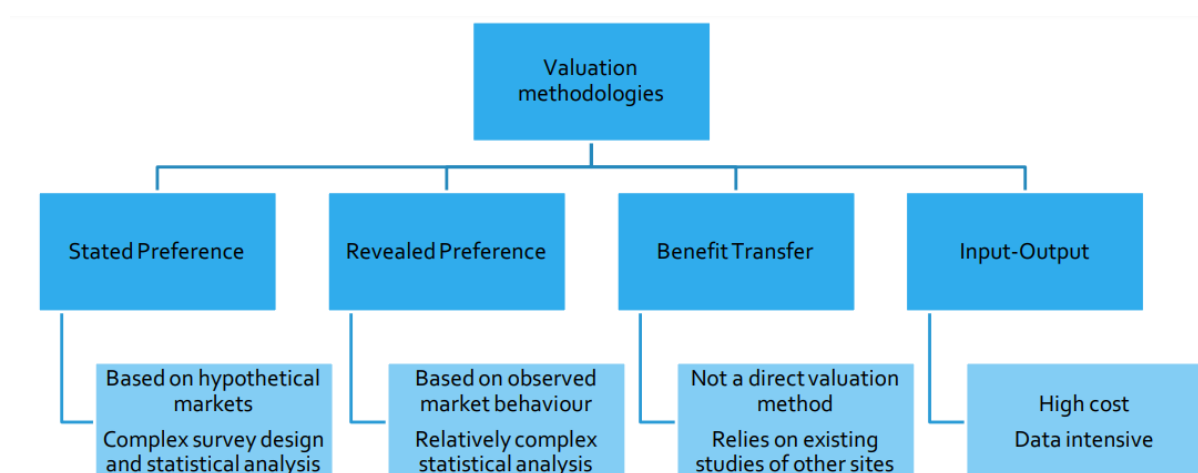 Valuation
methodologies
Stated Preference
Revealed Preference
Benefit Transfer
Input-Output
Based on hypothetical
markets
Complex survey design
and statistical analysis
Based on observed
market behaviour
Relatively complex
statistical analysis
Not a direct valuation
method
Relies on existing
studies of other sites
High cost
Data intensive